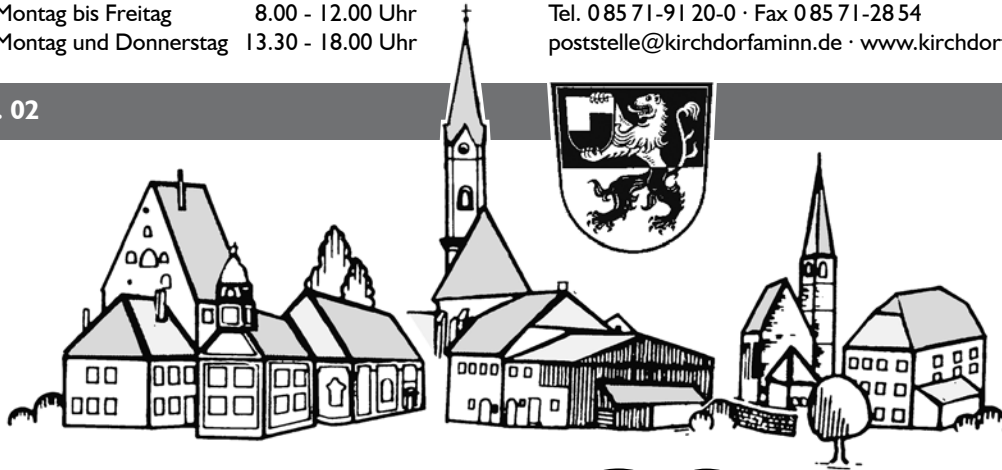 Montag bis Freitag 8.00 - 12.00 Uhr
Montag und Donnerstag 13.30 - 18.00 Uhr
Tel. 0 85 71-91 20-0 · Fax 0 85 71-28 54
poststelle@kirchdorfaminn.de · www.kirchdor
. 02